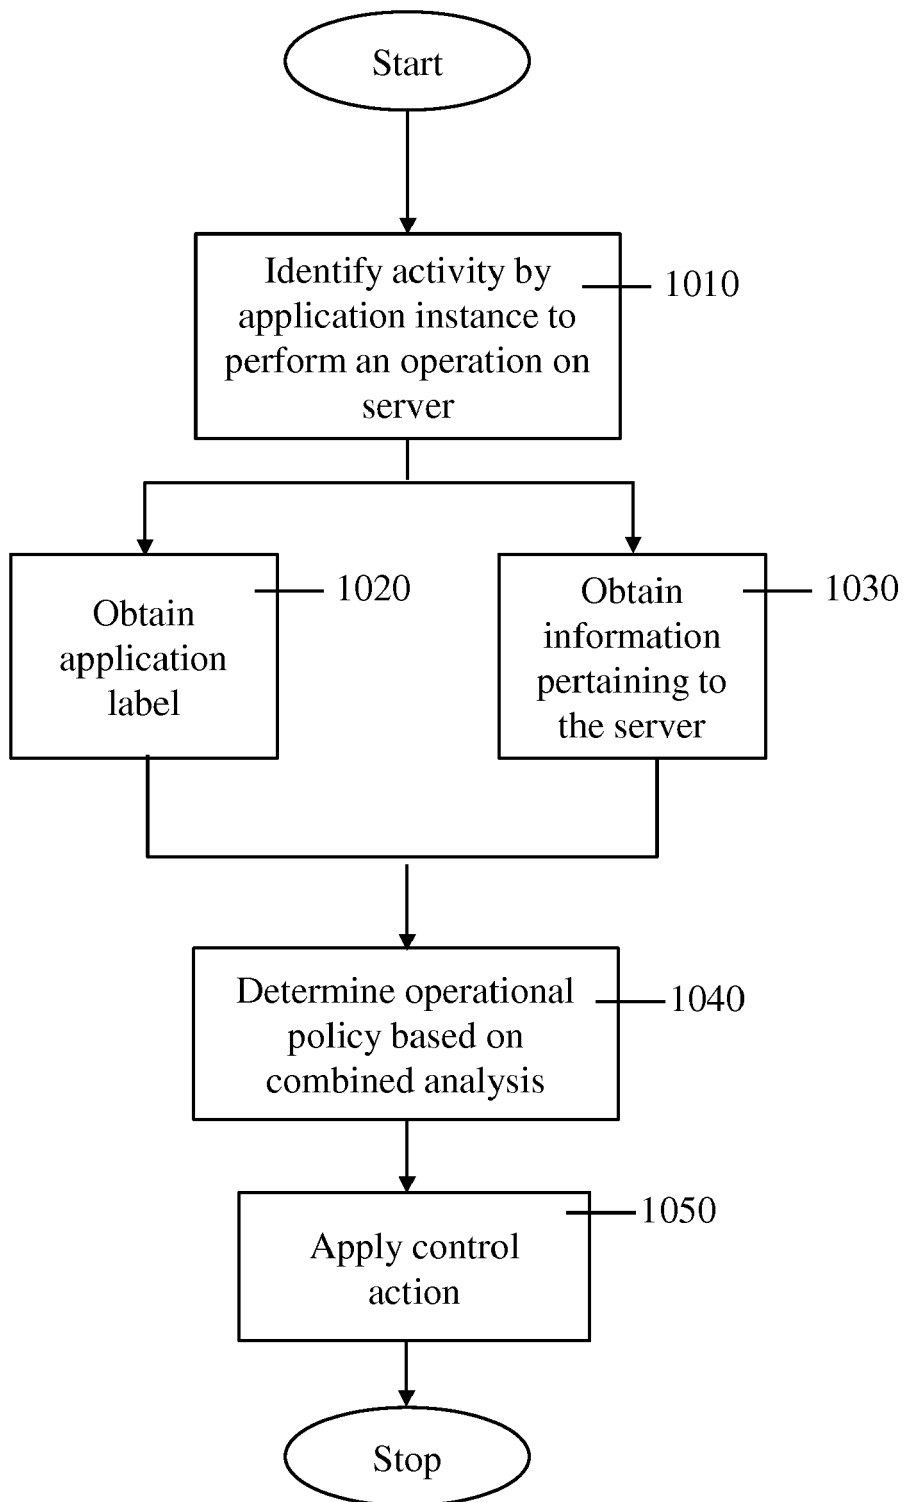 Start
Identify activity by
application instance to
perform an operation on
server
1010
Obtain
application
label
1020
Obtain
information
pertaining to
the server
1030
Determine operational
policy based on
combined analysis
1040
Apply control
action
1050
Stop